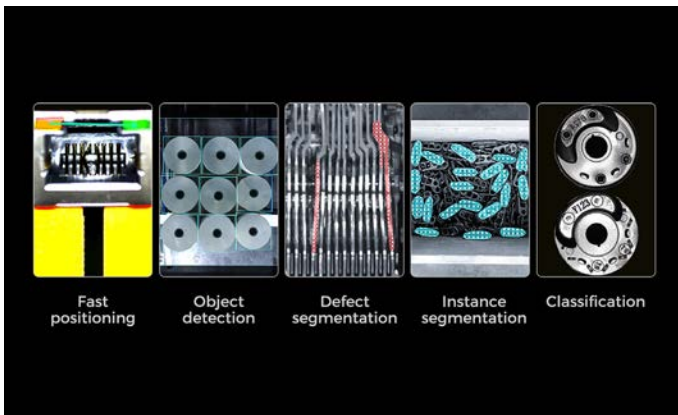 Fast
positioning
Object
detection
Defect
segmentation
Instance
segmentation
Classification